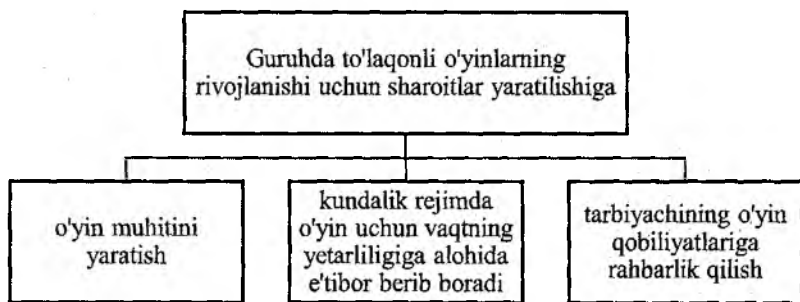 Guruhda to'laqonli o'yinlarning
rivojlanishi uchun sharoitlar yaratilishiga
o'yin muhitini
yaratish
kundalik rejimda
o'yin uchun vaqtning
yetarliligiga alohida
e'tibor berib boradi
tarbiyachining o'yin
qobiliyatlariga
rahbarlik qilish